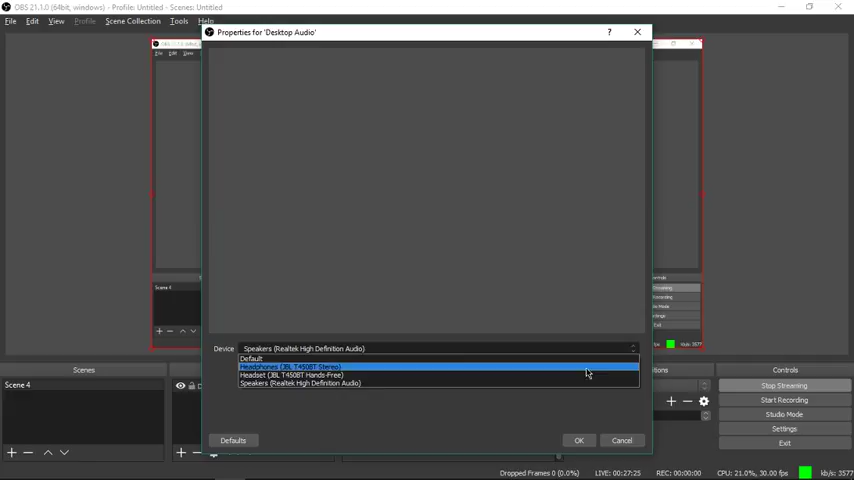 OBS 21.1.0 (64bit, windows) - Profile: Untitled - Scenes: Untitled
File Edit View Profile Scene Collection Tools Help
Properties for 'Desktop Audio'
Device Speakers (Realtek High Definition Audio)
Default
Headphones (JBL T450BT Stereo)
Headset (JBL T450BT Hands-Free)
Speakers (Realtek High Definition Audio)
Defaults OK Cancel
Scenes
Scene 4
Controls
Stop Streaming
Start Recording
Studio Mode
Settings
Exit
Dropped Frames 0 (0.0%) LIVE: 00:27:25 REC: 00:00:00 CPU: 21.0%, 30.00 fps kb/s: 3577